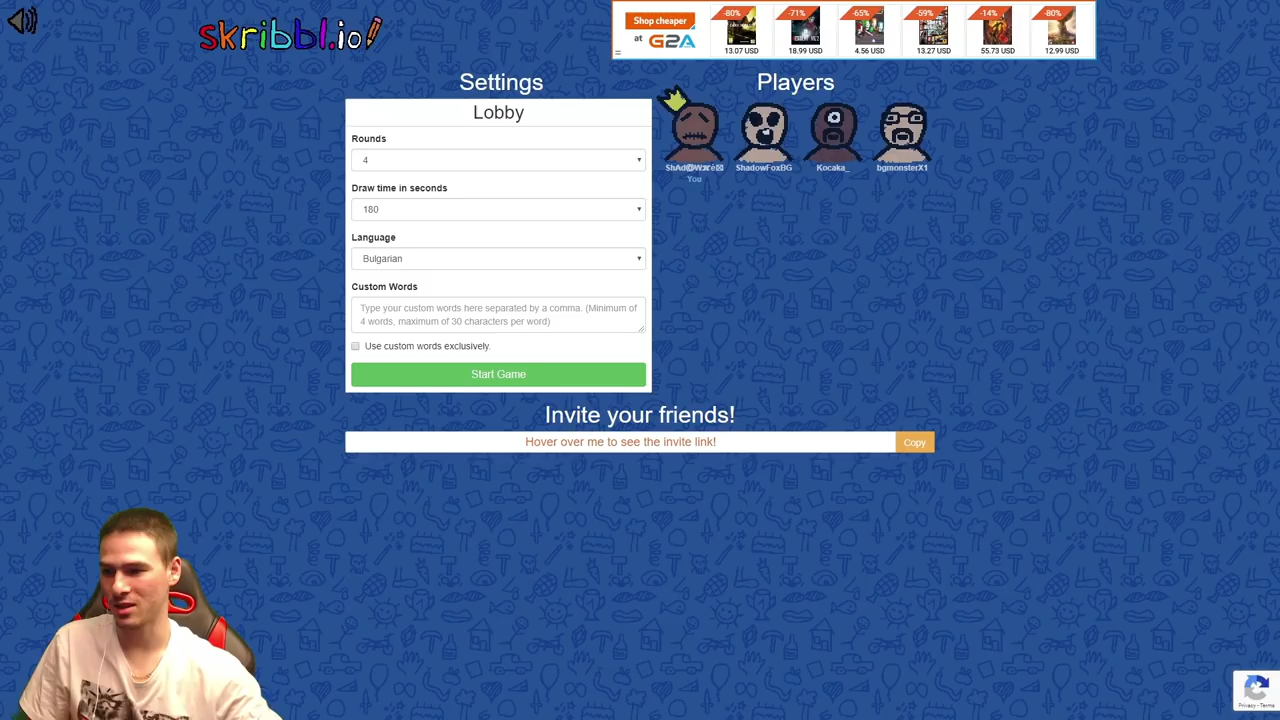 skribbl.io
Shop cheaper
at G2A
-80%
-71%
-65%
-59%
-14%
-80%
13.07 USD
18.99 USD
4.56 USD
13.27 USD
55.73 USD
12.99 USD
Settings
Players
Lobby
Rounds
4
Draw time in seconds
180
Language
Bulgarian
Custom Words
Type your custom words here separated by a comma. (Minimum of
4 words, maximum of 30 characters per word)
Use custom words exclusively.
Start Game
You
ShadowFoxBG
Kocaka_
bgmonsterX1
Invite your friends!
Hover over me to see the invite link!
Copy
Privacy - Terms